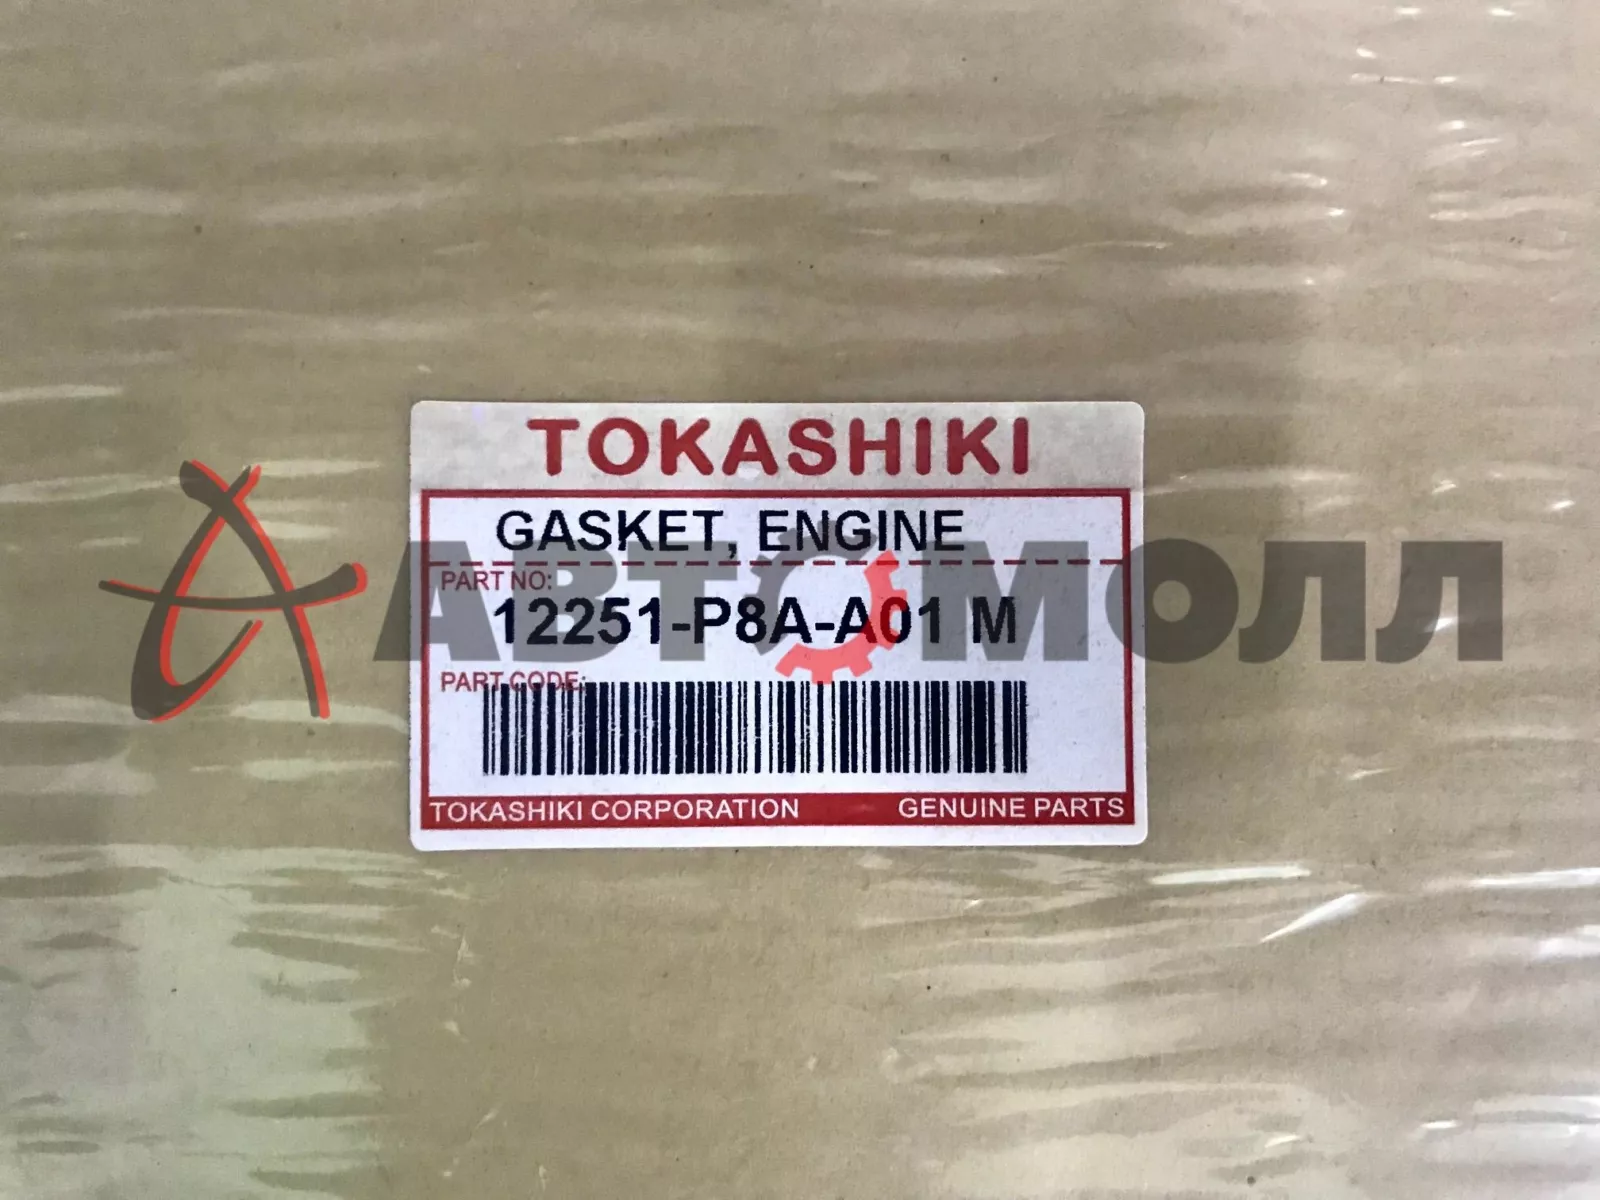 TOKASHIKI
GASKET, ENGINE
PART NO:
12251-P8A-A01 M
АВТОМОЛЛ
PART CODE:
TOKASHIKI CORPORATION GENUINE PARTS